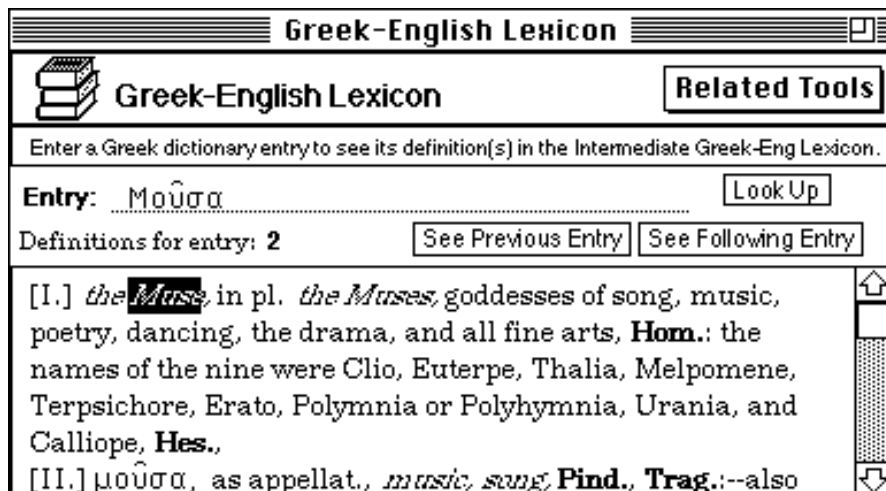 Greek-English Lexicon
Greek-English Lexicon
Related Tools
Enter a Greek dictionary entry to see its definition(s) in the Intermediate Greek-Eng Lexicon.
Entry: Μοῦσα
Look Up
Definitions for entry: 2
See Previous Entry
See Following Entry
[I.] the Muse, in pl. the Muses, goddesses of song, music,
poetry, dancing, the drama, and all fine arts, Hom.: the
names of the nine were Clio, Euterpe, Thalia, Melpomene,
Terpsichore, Erato, Polymnia or Polyhymnia, Urania, and
Calliope, Hes.,
[II.] μοῦσα, as appellat., music, song, Pind., Trag.:--also